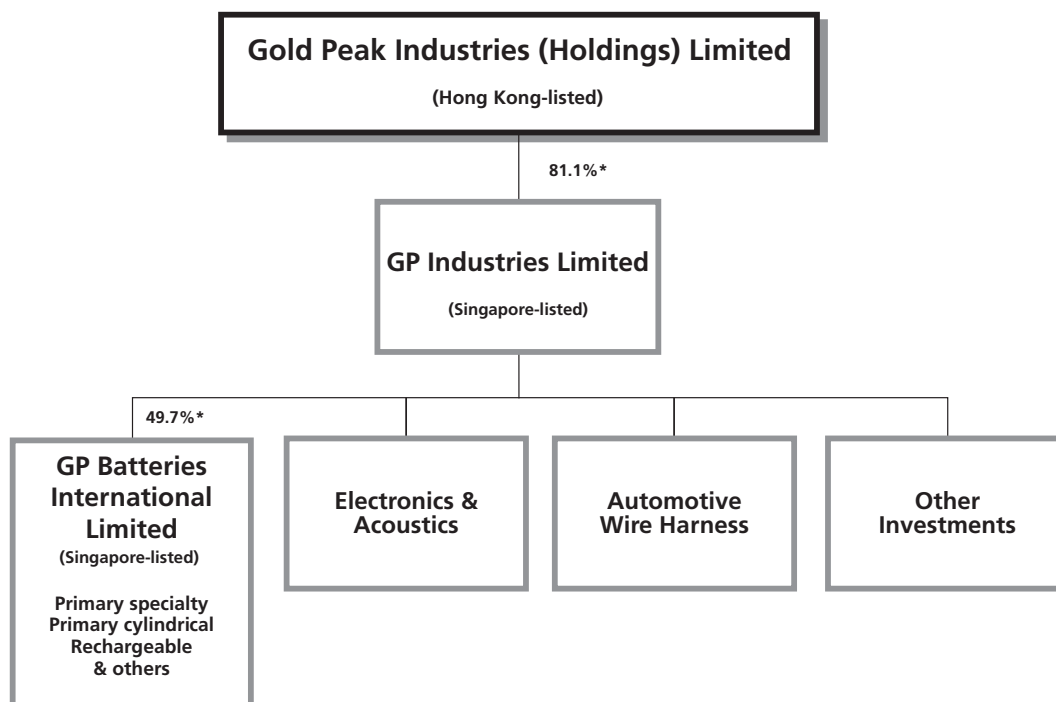 Gold Peak Industries (Holdings) Limited
(Hong Kong-listed)
81.1%*
GP Industries Limited
(Singapore-listed)
49.7%*
GP Batteries
International
Limited
(Singapore-listed)
Primary specialty
Primary cylindrical
Rechargeable
& others
Electronics &
Acoustics
Automotive
Wire Harness
Other
Investments